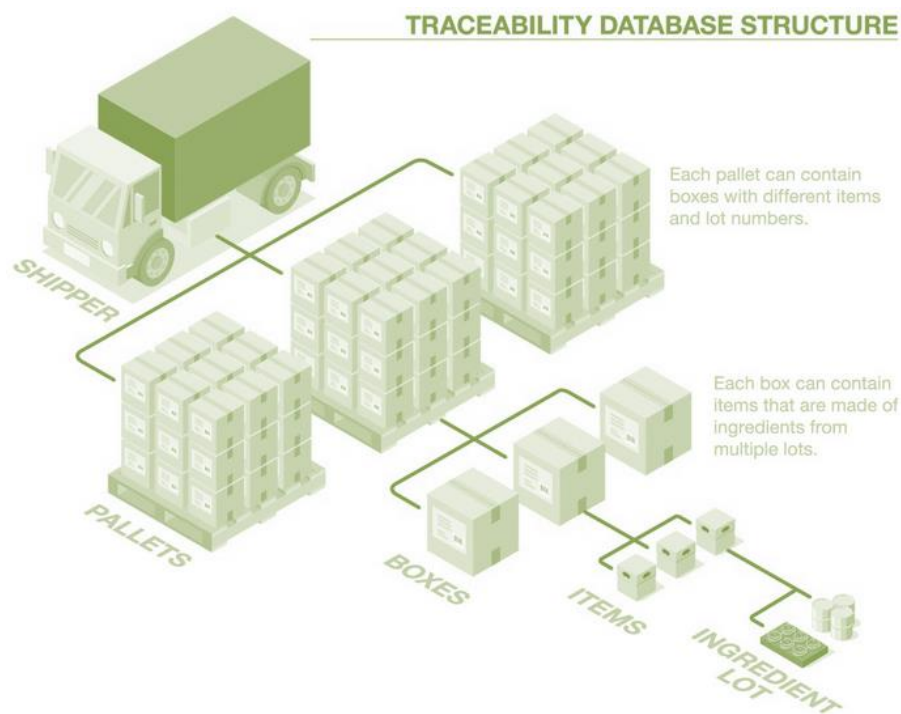 TRACEABILITY DATABASE STRUCTURE
Each pallet can contain
boxes with different items
and lot numbers.
SHIPPER
Each box can contain
items that are made of
ingredients from
multiple lots.
PALLETS
BOXES
ITEMS
INGREDIENT
LOT